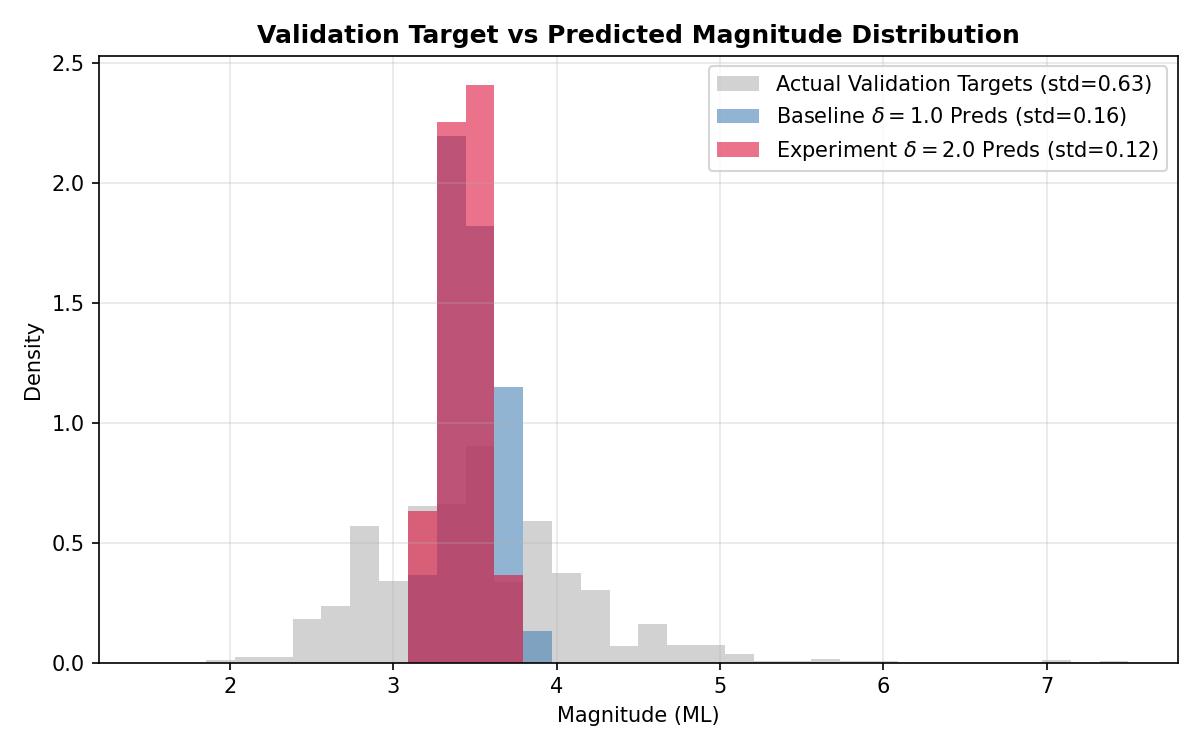 Validation Target vs Predicted Magnitude Distribution
Actual Validation Targets (std=0.63)
Baseline δ = 1.0 Preds (std=0.16)
Experiment δ = 2.0 Preds (std=0.12)
Density
2.5
2.0
1.5
1.0
0.5
0.0
2 3 4 5 6 7
Magnitude (ML)